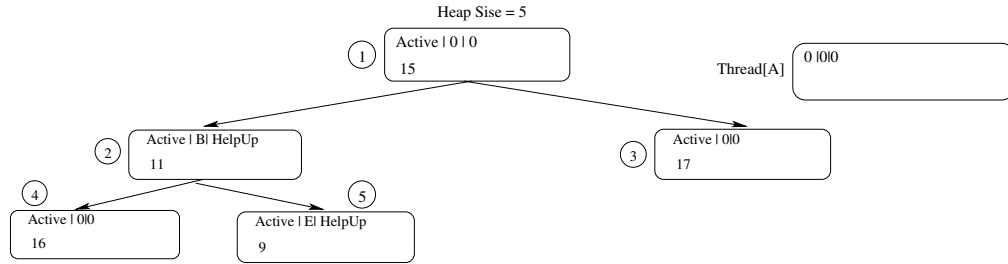 Heap Sise = 5
1
Active | 0 | 0
15
Thread[A]
0 |0|0
2
Active | B| HelpUp
11
3
Active | 0|0
17
4
Active | 0|0
16
5
Active | E| HelpUp
9